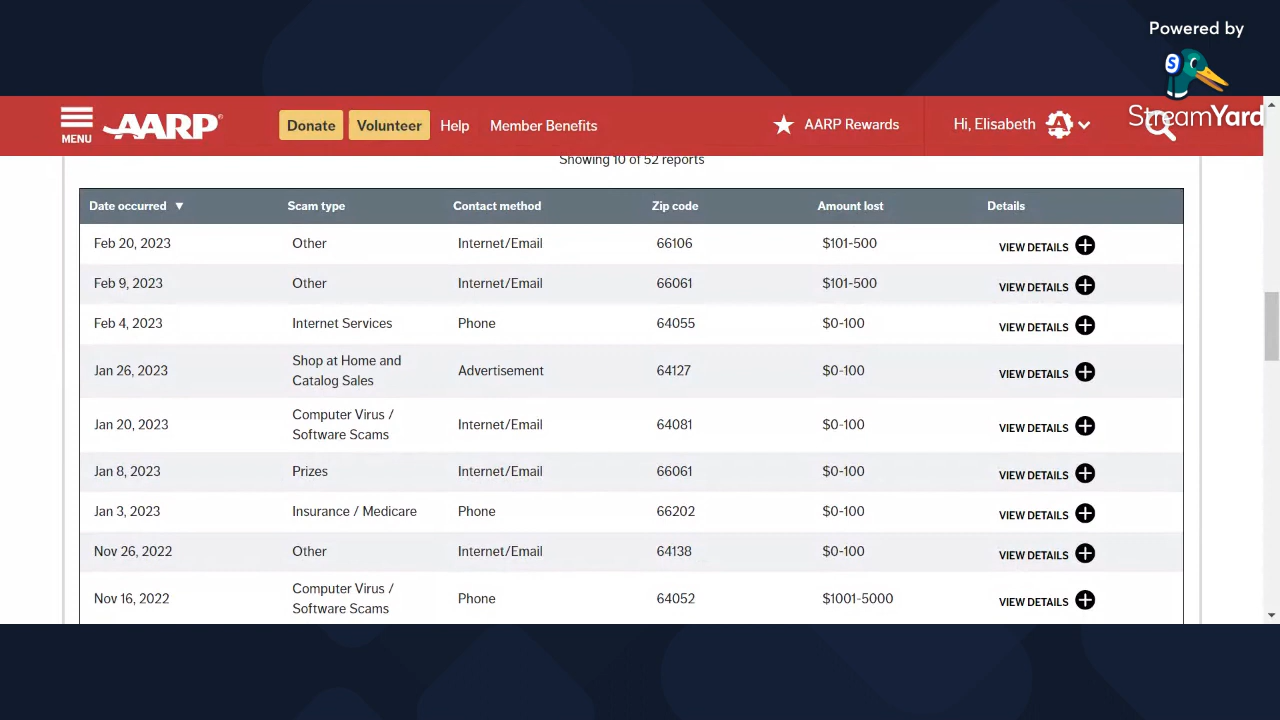 Powered by
S
StreamYard
MENU AARP® Donate Volunteer Help Member Benefits AARP Rewards Hi, Elisabeth
Showing 10 of 52 reports
Date occurred ▼ Scam type Contact method Zip code Amount lost Details
Feb 20, 2023 Other Internet/Email 66106 $101-500 VIEW DETAILS
Feb 9, 2023 Other Internet/Email 66061 $101-500 VIEW DETAILS
Feb 4, 2023 Internet Services Phone 64055 $0-100 VIEW DETAILS
Jan 26, 2023 Shop at Home and Catalog Sales Advertisement 64127 $0-100 VIEW DETAILS
Jan 20, 2023 Computer Virus / Software Scams Internet/Email 64081 $0-100 VIEW DETAILS
Jan 8, 2023 Prizes Internet/Email 66061 $0-100 VIEW DETAILS
Jan 3, 2023 Insurance / Medicare Phone 66202 $0-100 VIEW DETAILS
Nov 26, 2022 Other Internet/Email 64138 $0-100 VIEW DETAILS
Nov 16, 2022 Computer Virus / Software Scams Phone 64052 $1001-5000 VIEW DETAILS